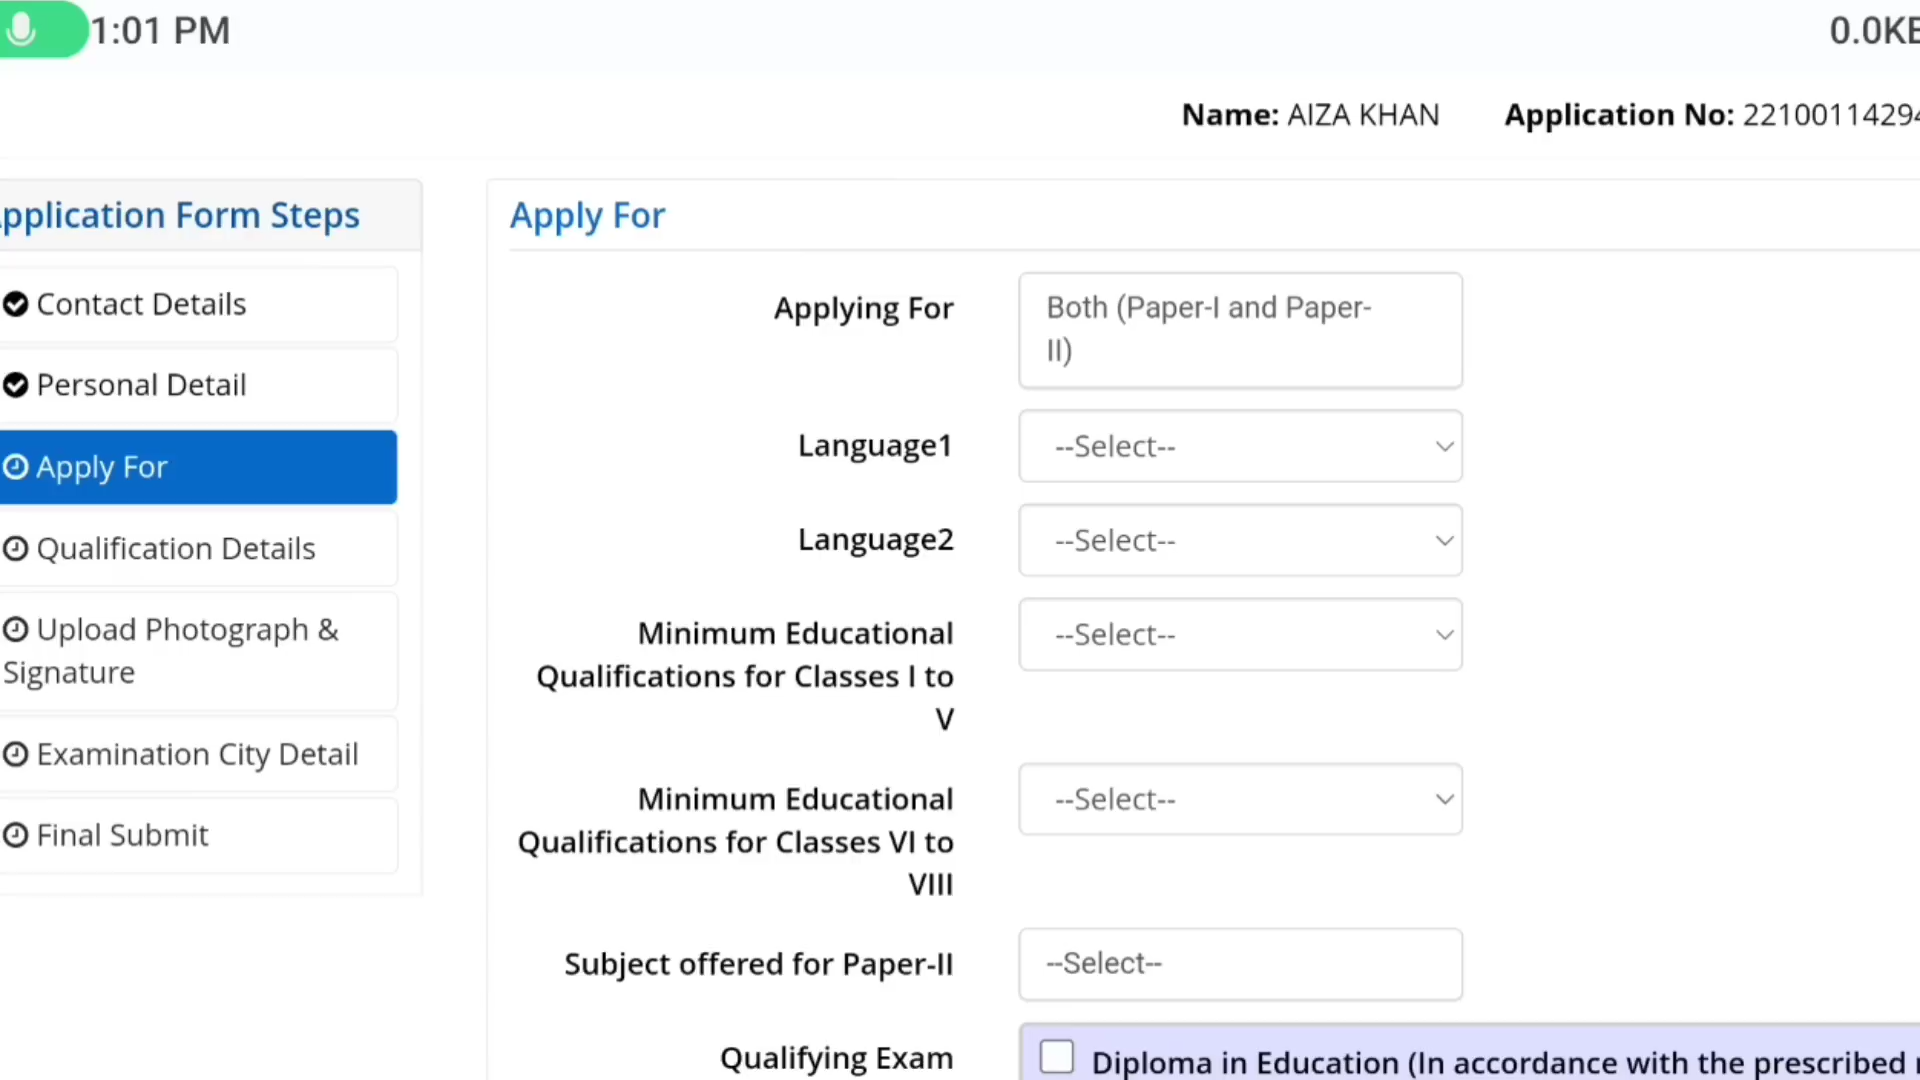 1:01 PM
Name: AIZA KHAN Application No: 22100114294
Application Form Steps
Contact Details
Personal Detail
Apply For
Qualification Details
Upload Photograph &
Signature
Examination City Detail
Final Submit
Apply For
Applying For
Both (Paper-I and Paper-
II)
Language1 --Select--
Language2 --Select--
Minimum Educational
Qualifications for Classes I to
V
--Select--
Minimum Educational
Qualifications for Classes VI to
VIII
--Select--
Subject offered for Paper-II --Select--
Qualifying Exam Diploma in Education (In accordance with the prescribed